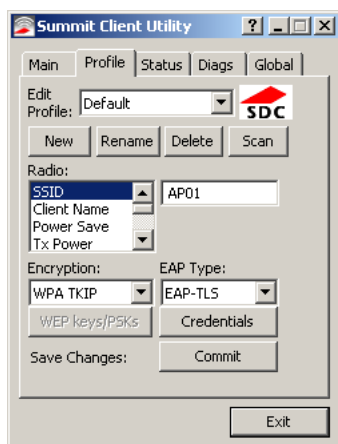 Summit Client Utility
Main Profile Status Diags Global
Edit Profile: Default
SDC
New Rename Delete Scan
Radio:
SSID AP01
Client Name
Power Save
Tx Power
Encryption: EAP Type:
WPA TKIP EAP-TLS
WEP keys/PSKs Credentials
Save Changes: Commit
Exit